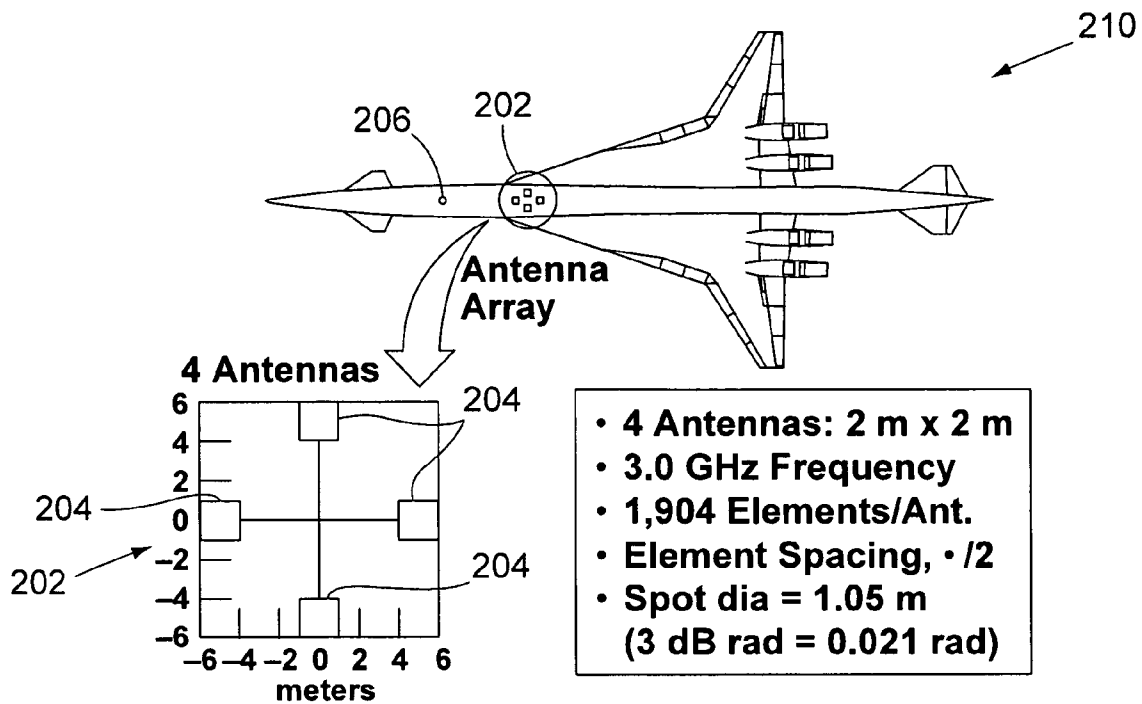 210
202
206
Antenna
Array
4 Antennas
204
6
4
2
0
–2
–4
–6
204
204
202
–6 –4 –2 0 2 4 6
meters
• 4 Antennas: 2 m x 2 m
• 3.0 GHz Frequency
• 1,904 Elements/Ant.
• Element Spacing, • /2
• Spot dia = 1.05 m
(3 dB rad = 0.021 rad)